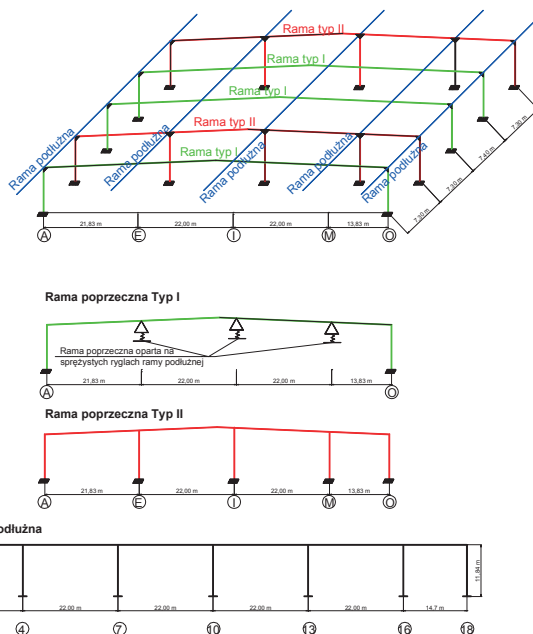 Rama typ II
Rama typ I
Rama typ I
Rama typ II
Rama typ I
Rama podłużna
Rama podłużna
Rama podłużna
Rama podłużna
Rama podłużna
7,30 m
7,40 m
7,30 m
7,30 m
21,83 m 22,00 m 22,00 m 13,83 m
A E I M O
Rama poprzeczna Typ I
Rama poprzeczna oparta na
sprężystych ryglach ramy podłużnej
21,83 m 22,00 m 22,00 m 13,83 m
A O
Rama poprzeczna Typ II
21,83 m 22,00 m 22,00 m 13,83 m
A E I M O
podłużna
11,84 m
22,00 m 22,00 m 22,00 m 22,00 m 14,7 m
4 7 10 13 16 18